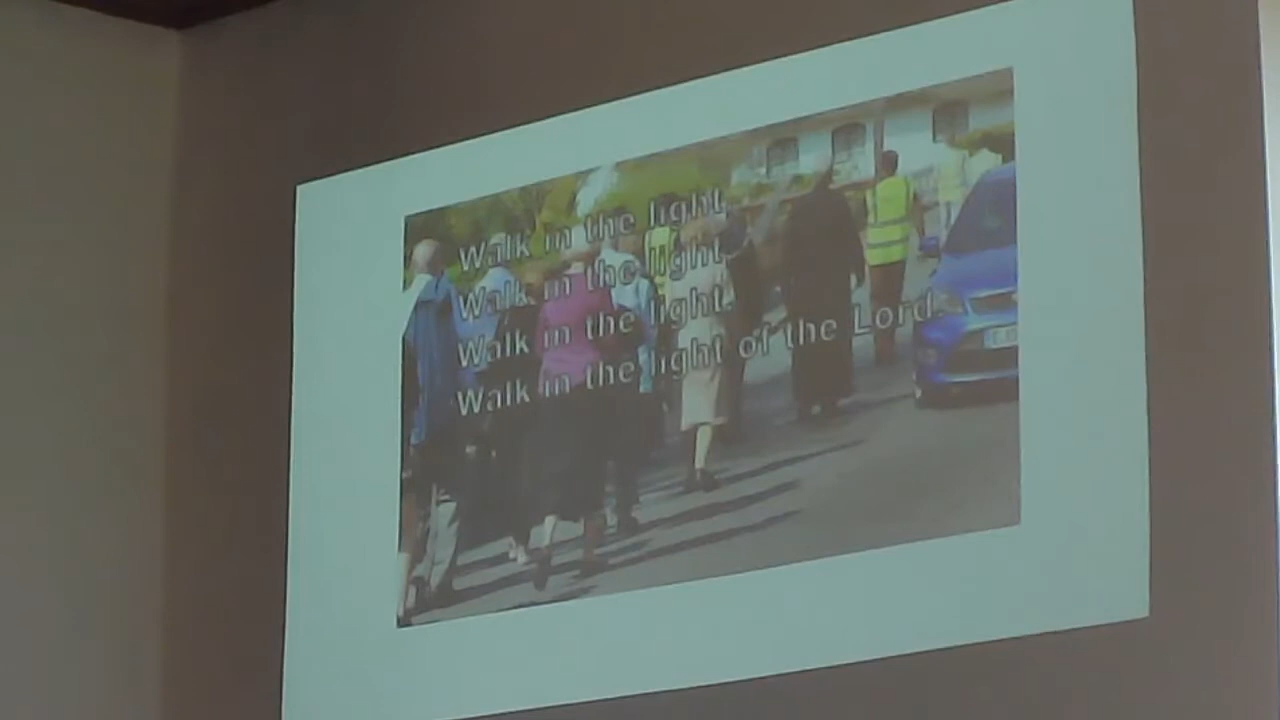 Walk in the light,
Walk in the light,
Walk in the light.
Walk in the light of the Lord.